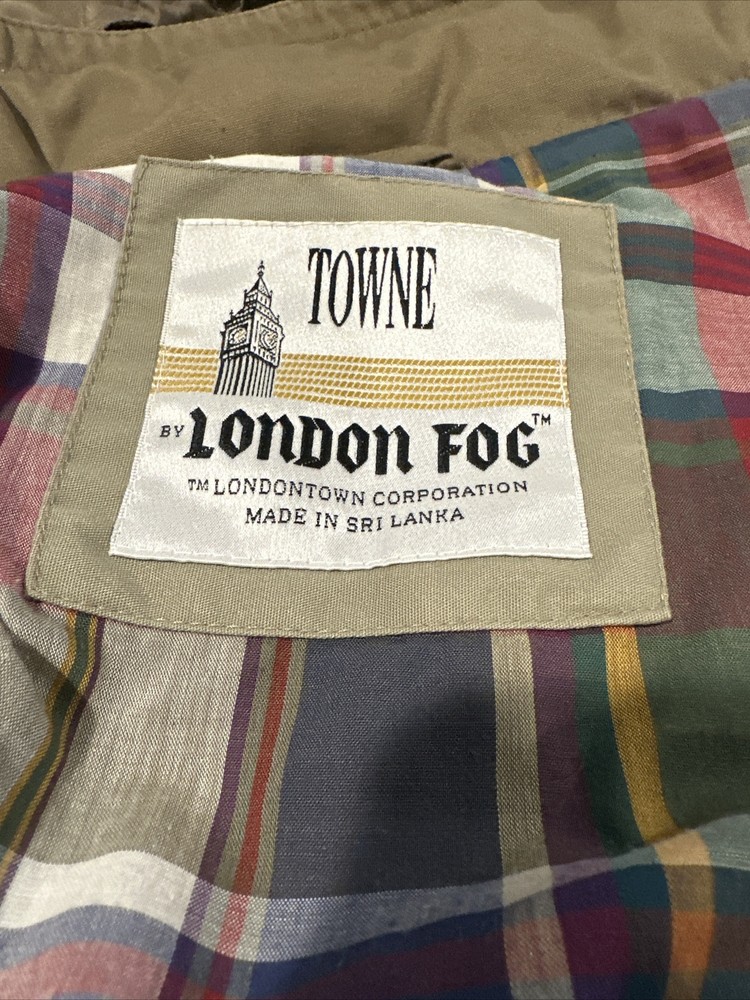 TOWNE
BY LONDON FOG™
™ LONDONTOWN CORPORATION
MADE IN SRI LANKA